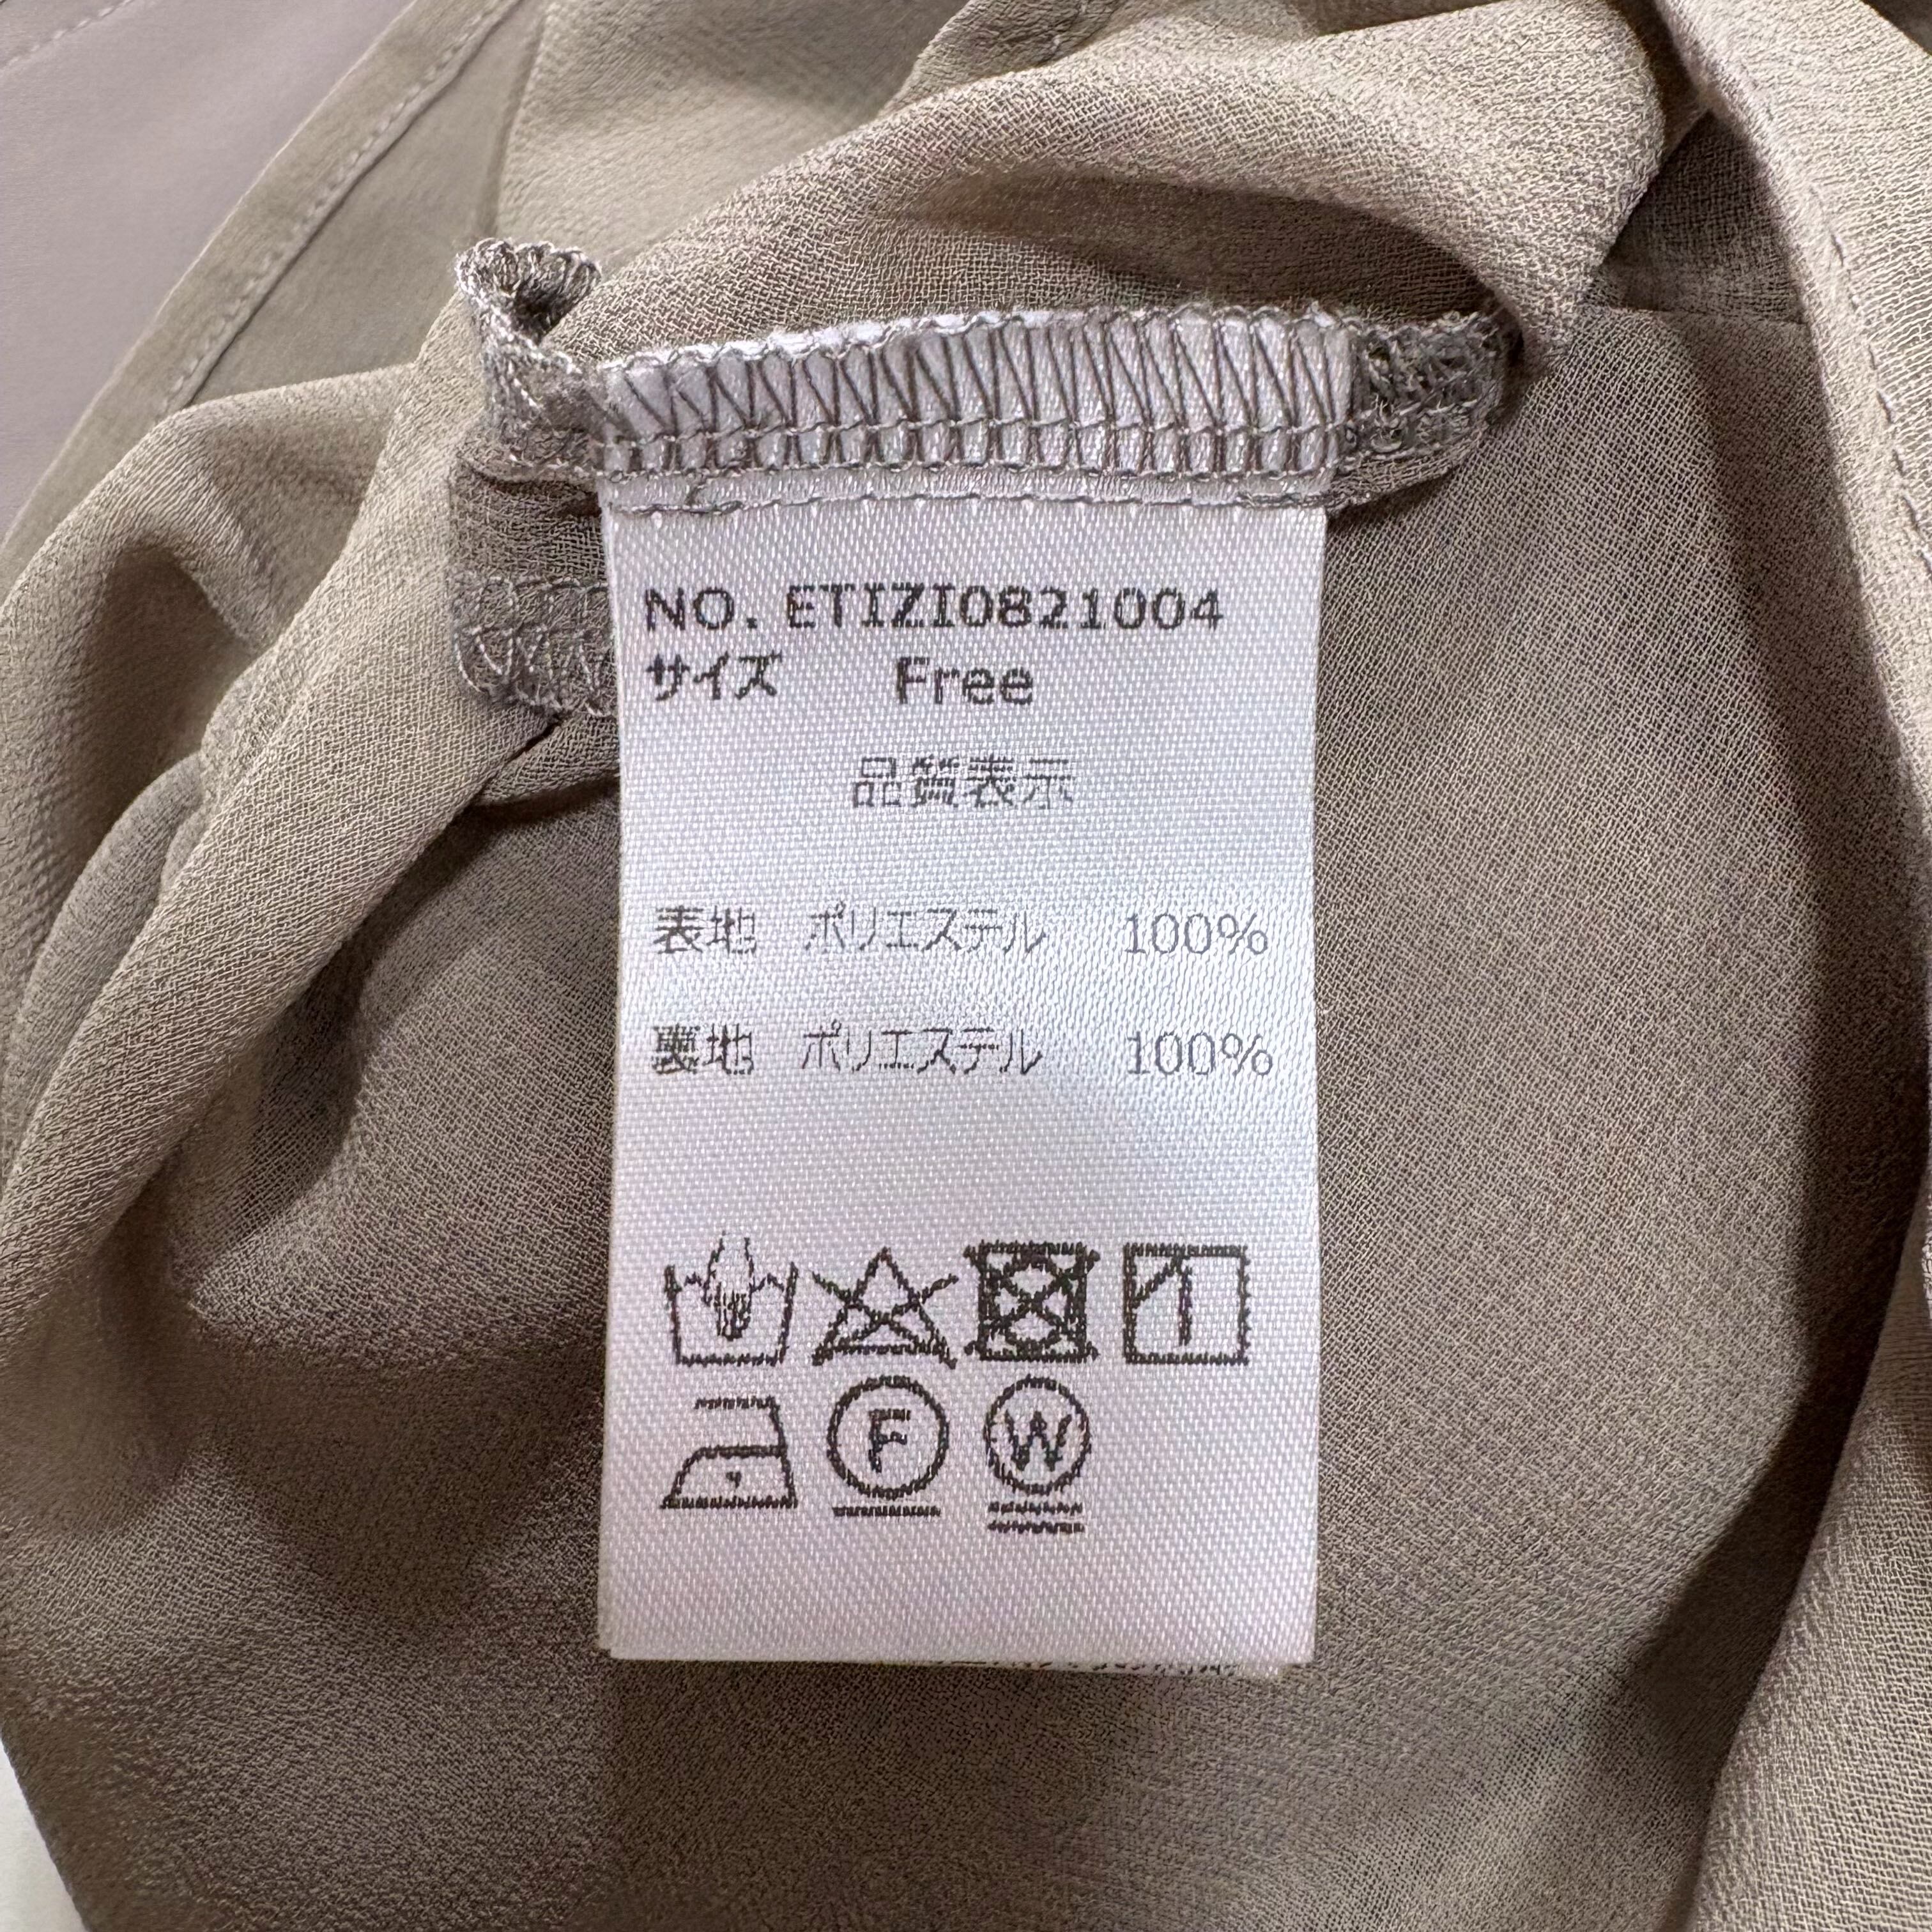 NO. ETIZI0821004
サイズ Free
品質表示
表地 ポリエステル 100%
裏地 ポリエステル 100%
F W